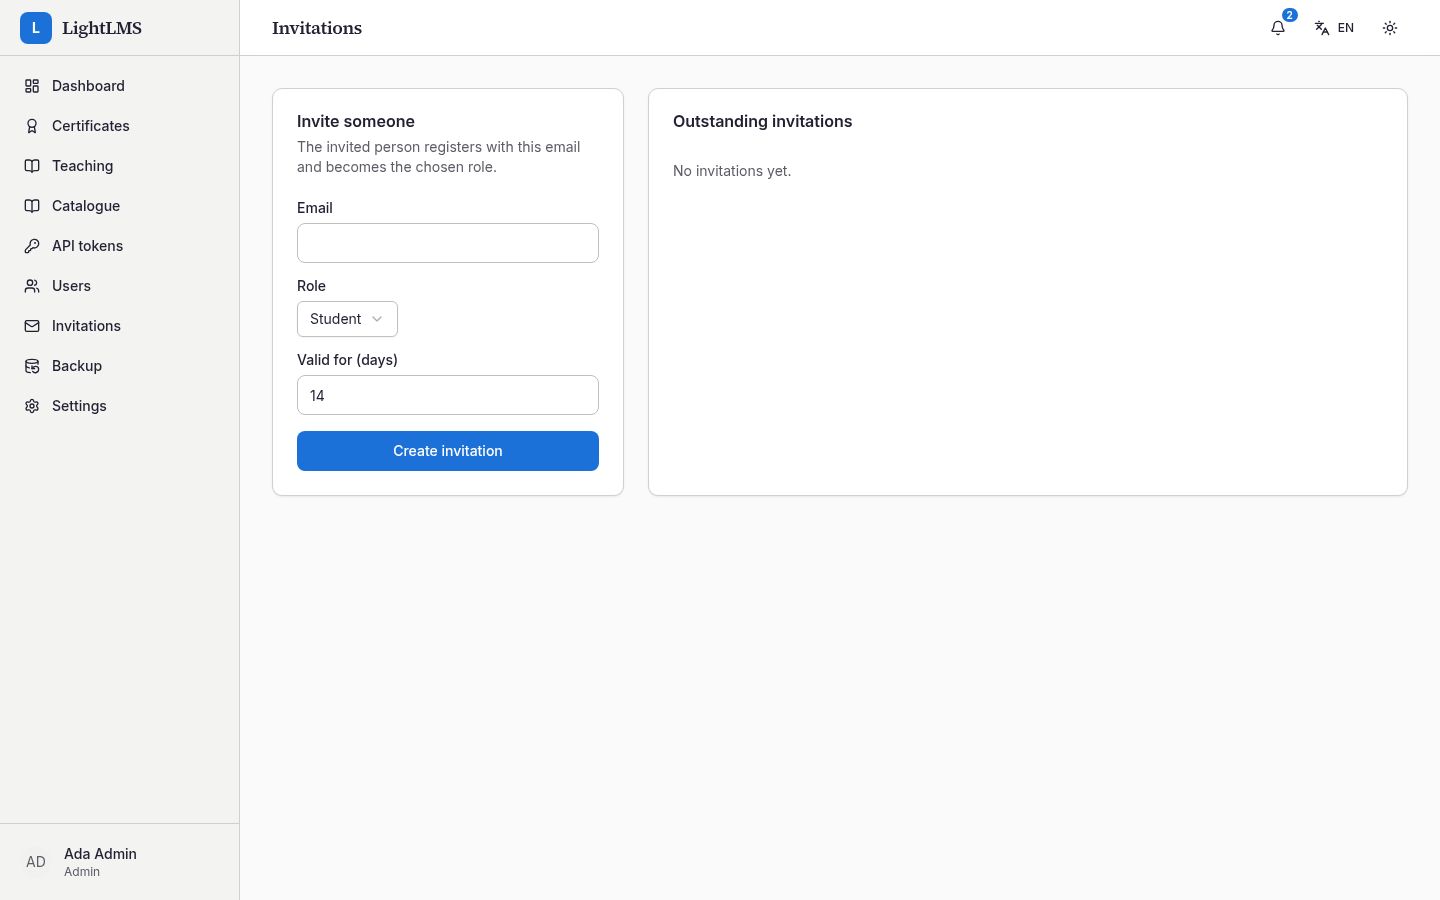 L
LightLMS
Invitations
2
EN
Dashboard
Certificates
Teaching
Catalogue
API tokens
Users
Invitations
Backup
Settings
Invite someone
The invited person registers with this email
and becomes the chosen role.
Email
Role
Student
Valid for (days)
14
Create invitation
Outstanding invitations
No invitations yet.
AD
Ada Admin
Admin